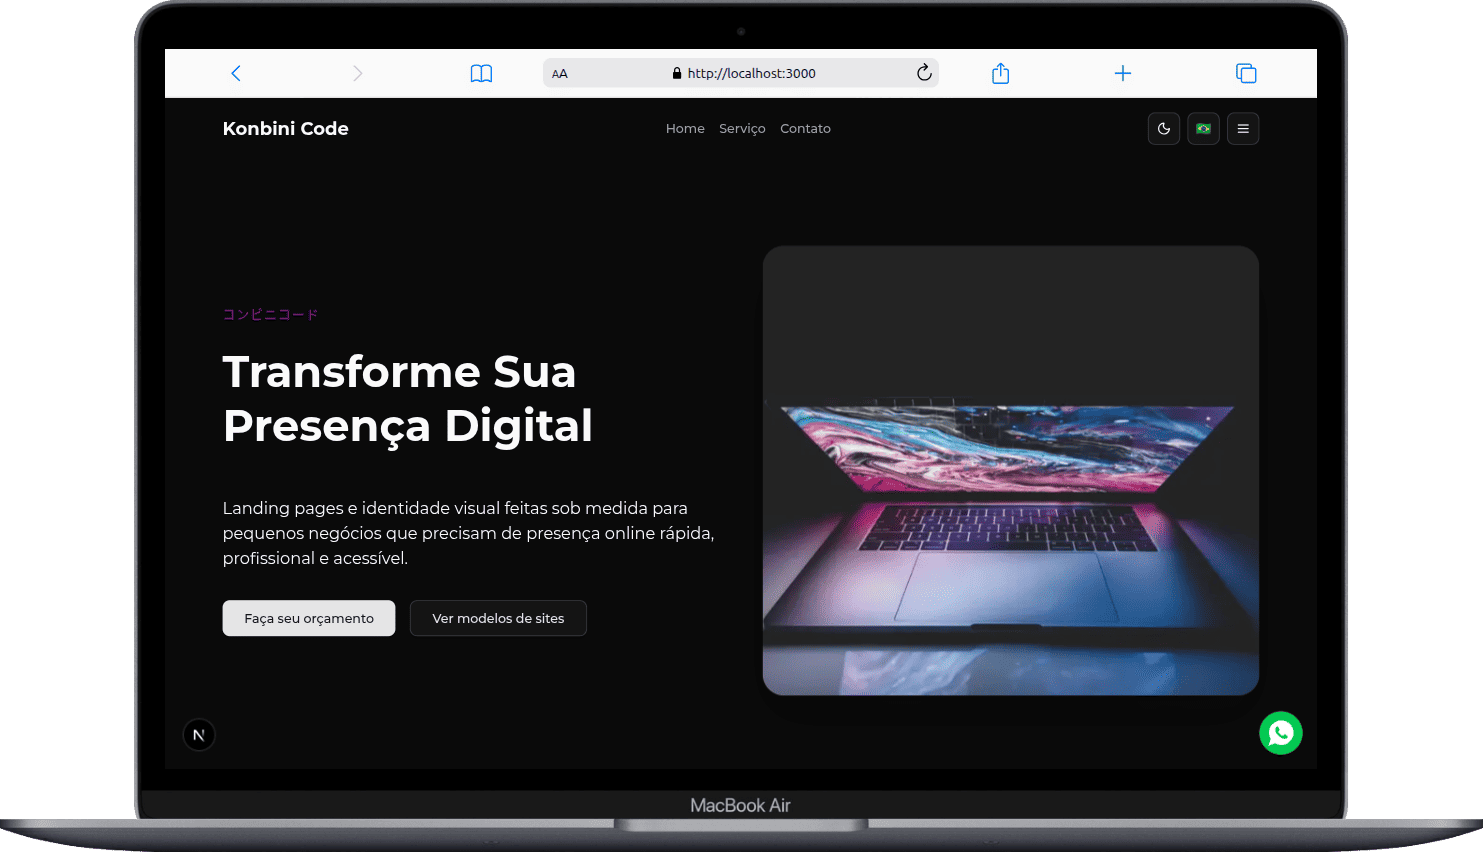 AA
http://localhost:3000
Konbini Code
Home Serviço Contato
コンビニコード
Transforme Sua
Presença Digital
Landing pages e identidade visual feitas sob medida para
pequenos negócios que precisam de presença online rápida,
profissional e acessível.
Faça seu orçamento
Ver modelos de sites
N
MacBook Air